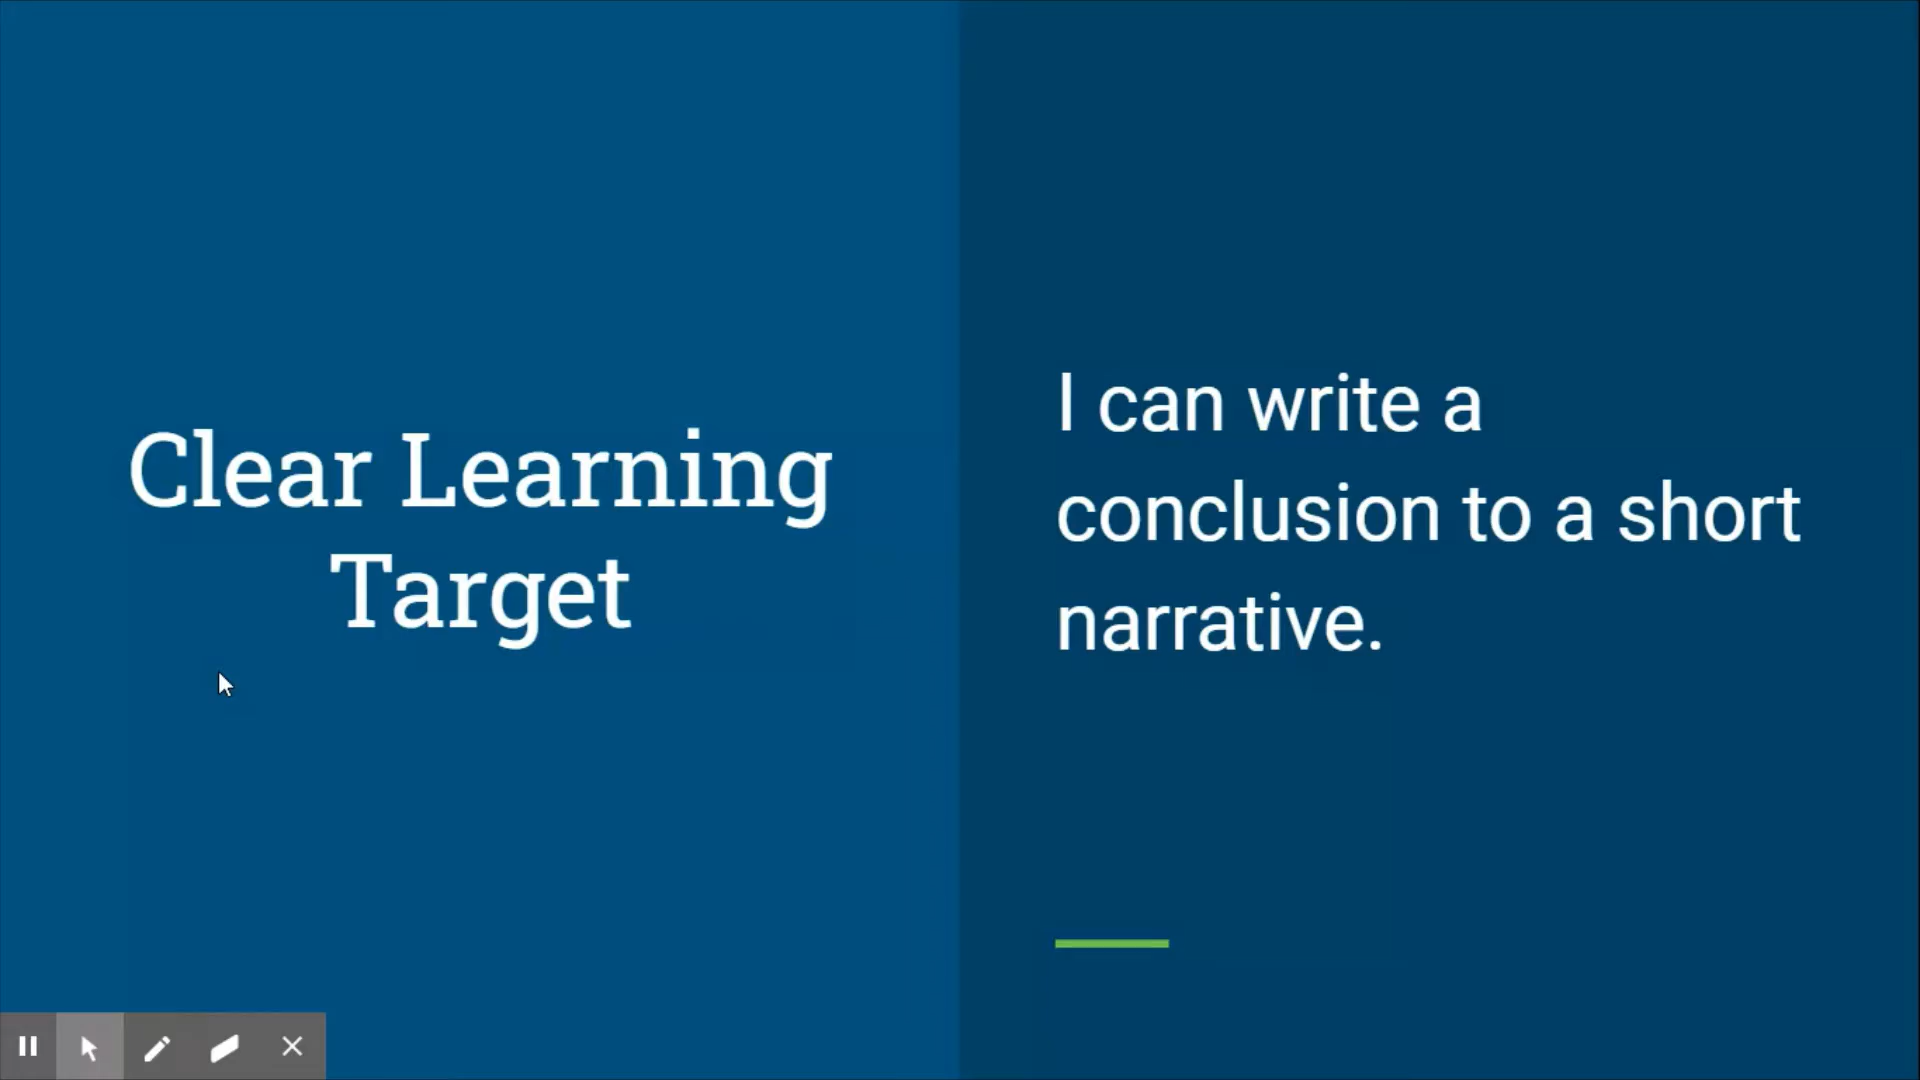 Clear Learning
Target
I can write a
conclusion to a short
narrative.